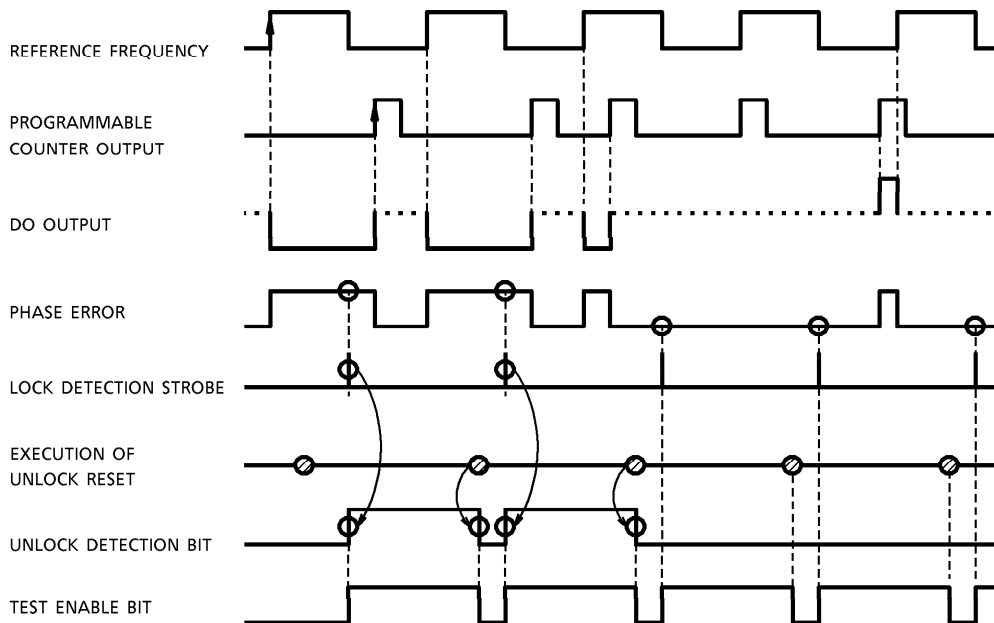 REFERENCE FREQUENCY
PROGRAMMABLE
COUNTER OUTPUT
DO OUTPUT
PHASE ERROR
LOCK DETECTION STROBE
EXECUTION OF
UNLOCK RESET
UNLOCK DETECTION BIT
TEST ENABLE BIT